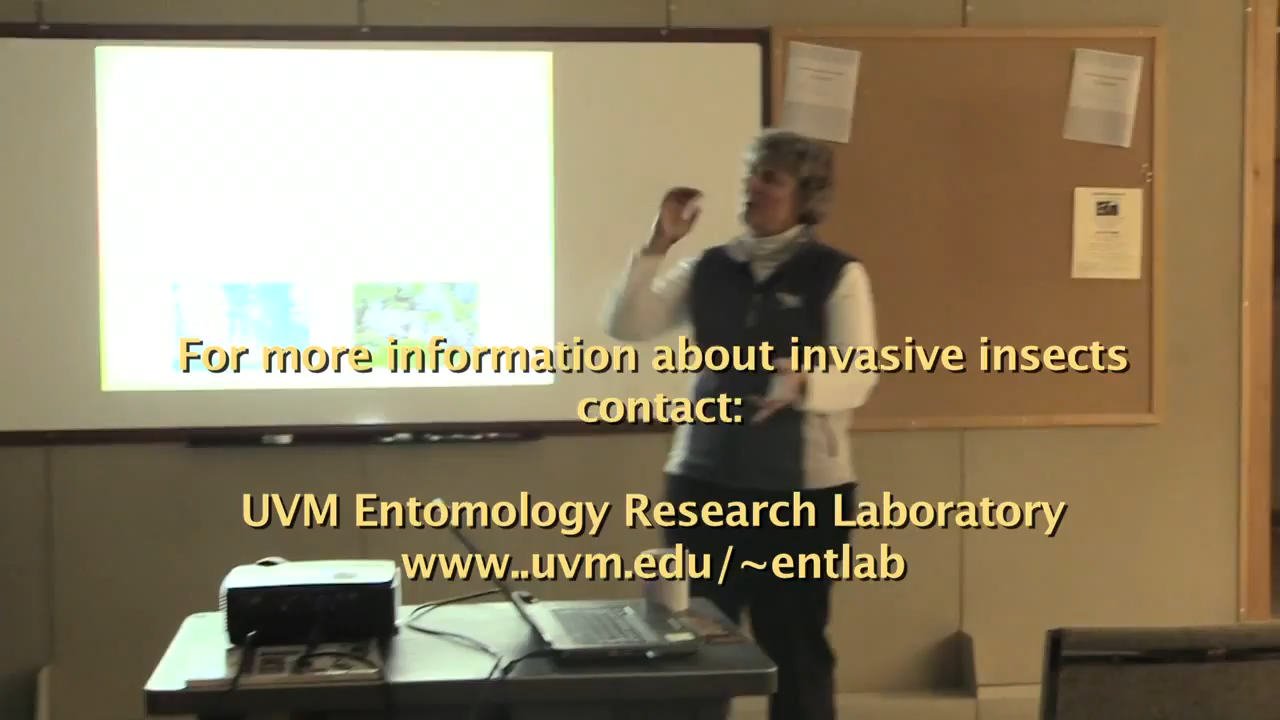 For more information about invasive insects
contact:
UVM Entomology Research Laboratory
www..uvm.edu/~entlab